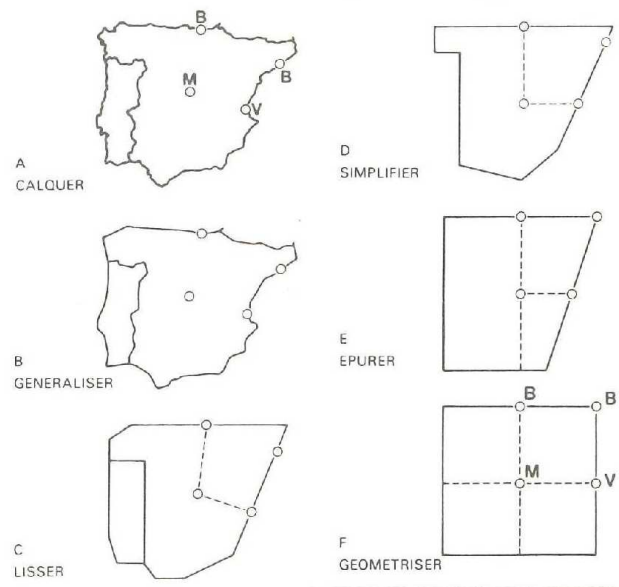 B
M
B
V
A
CALQUER
B
GENERALISER
C
LISSER
D
SIMPLIFIER
E
EPURER
B
B
M
V
F
GEOMETRISER